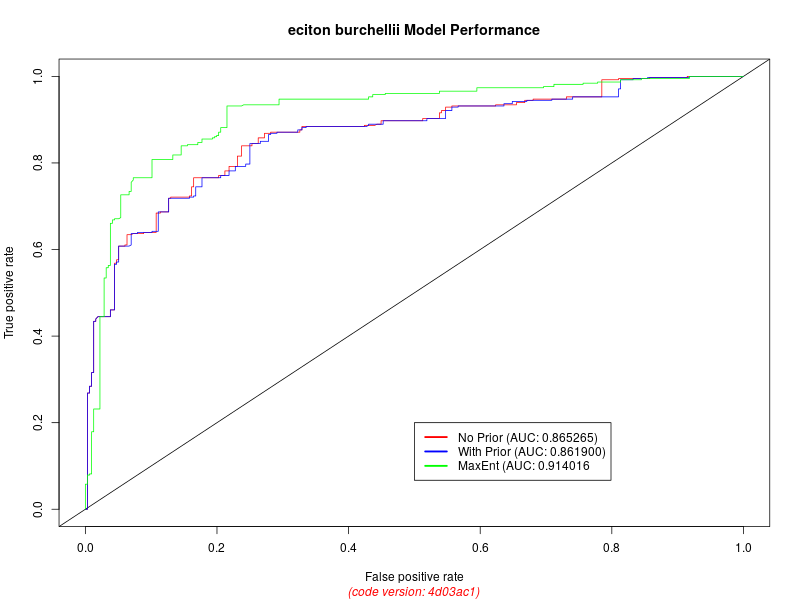 eciton burchellii Model Performance
True positive rate
1.0
0.8
0.6
0.4
0.2
0.0
No Prior (AUC: 0.865265)
With Prior (AUC: 0.861900)
MaxEnt (AUC: 0.914016
0.0 0.2 0.4 0.6 0.8 1.0
False positive rate
(code version: 4d03ac1)